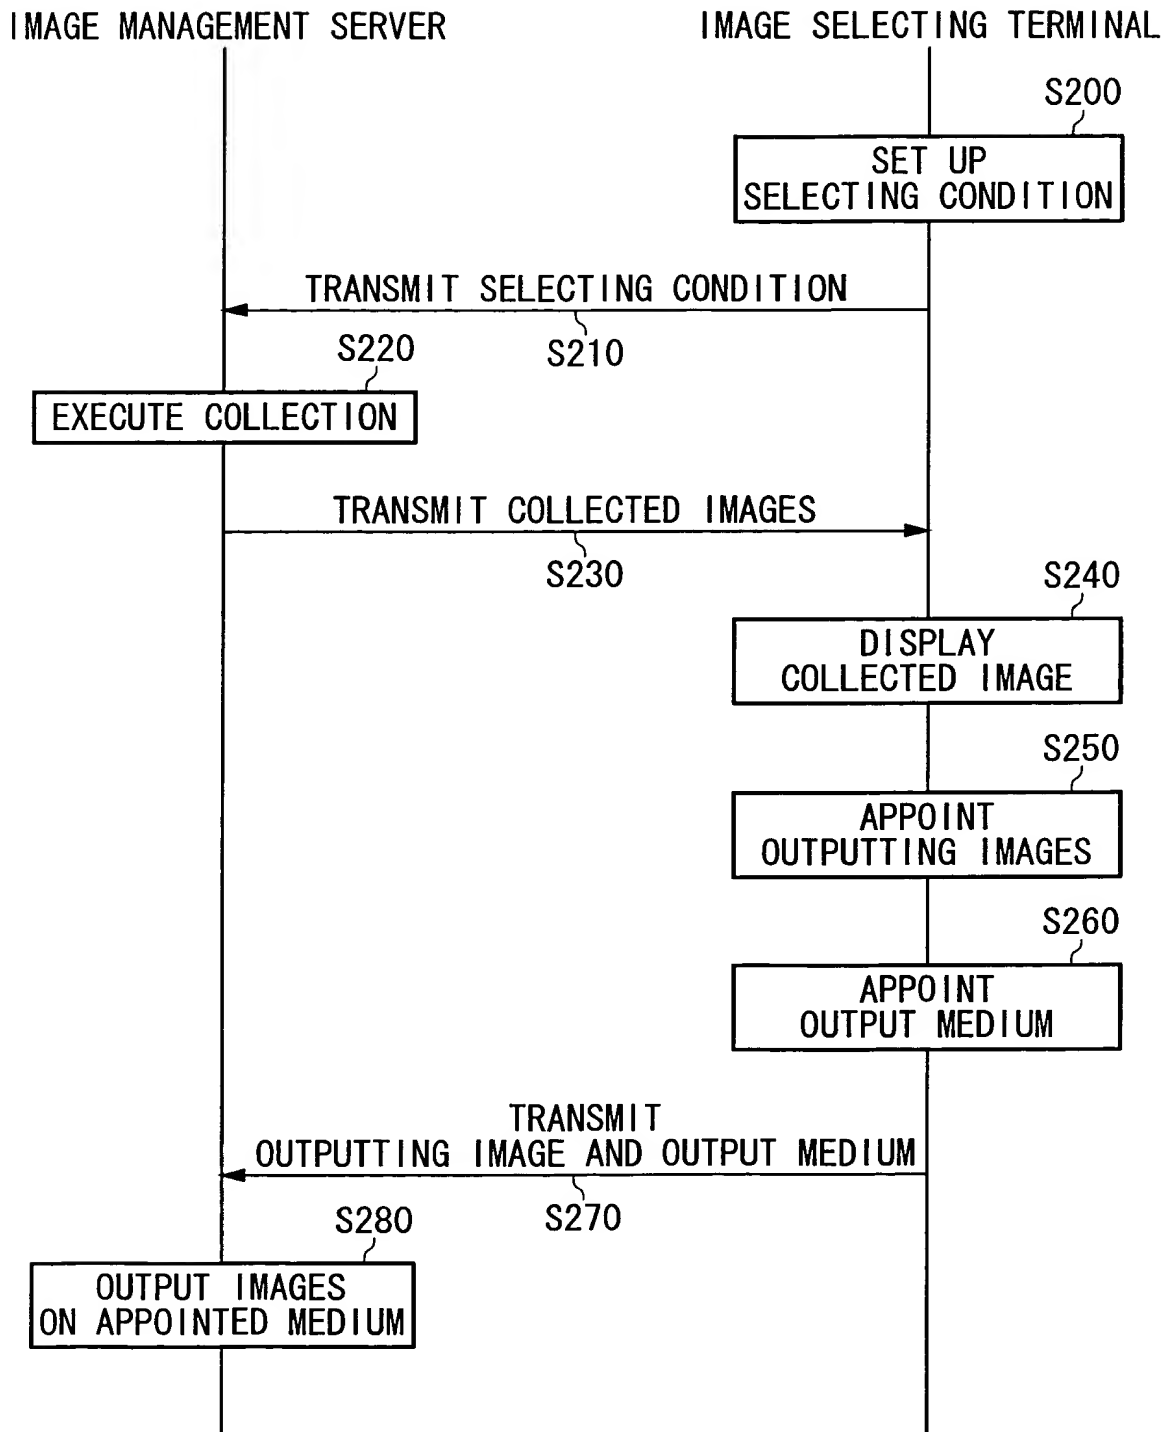 IMAGE MANAGEMENT SERVER
IMAGE SELECTING TERMINAL
S200
SET UP
SELECTING CONDITION
TRANSMIT SELECTING CONDITION
S210
S220
EXECUTE COLLECTION
TRANSMIT COLLECTED IMAGES
S230
S240
DISPLAY
COLLECTED IMAGE
S250
APPOINT
OUTPUTTING IMAGES
S260
APPOINT
OUTPUT MEDIUM
TRANSMIT
OUTPUTTING IMAGE AND OUTPUT MEDIUM
S270
S280
OUTPUT IMAGES
ON APPOINTED MEDIUM